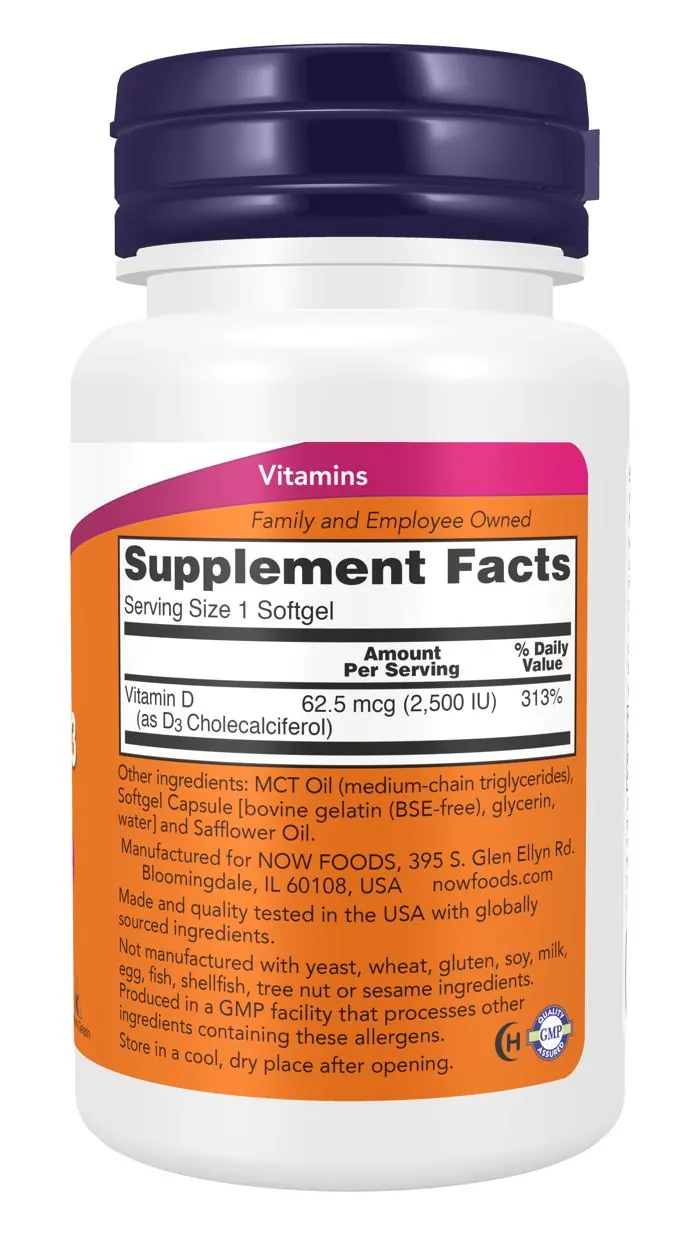 Vitamins
Family and Employee Owned
Supplement Facts
Serving Size 1 Softgel
Amount Per Serving
% Daily Value
Vitamin D 62.5 mcg (2,500 IU) 313%
(as D3 Cholecalciferol)
Other ingredients: MCT Oil (medium-chain triglycerides),
Softgel Capsule [bovine gelatin (BSE-free), glycerin,
water] and Safflower Oil.
Manufactured for NOW FOODS, 395 S. Glen Ellyn Rd.
Bloomingdale, IL 60108, USA nowfoods.com
Made and quality tested in the USA with globally
sourced ingredients.
Not manufactured with yeast, wheat, gluten, soy, milk,
egg, fish, shellfish, tree nut or sesame ingredients.
Produced in a GMP facility that processes other
ingredients containing these allergens.
Store in a cool, dry place after opening.
H
QUALITY
GMP
ASSURED
3